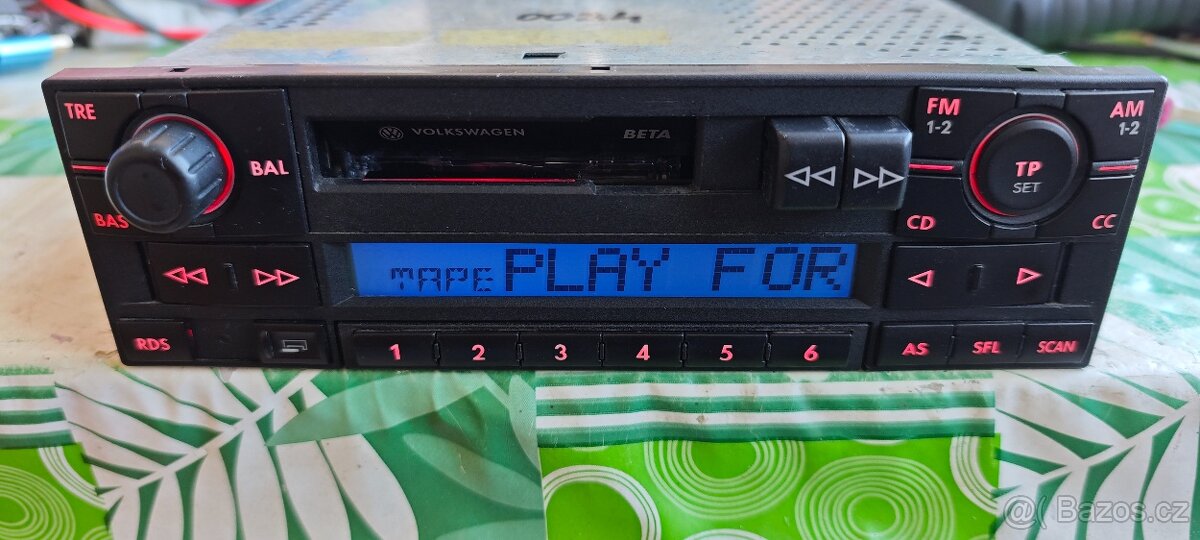 TRE
BAL
BAS
VOLKSWAGEN BETA
FM
1-2
AM
1-2
TP
SET
CD
CC
TAPE PLAY FOR
RDS
1 2 3 4 5 6
AS SFL SCAN
@ Bazos.cz